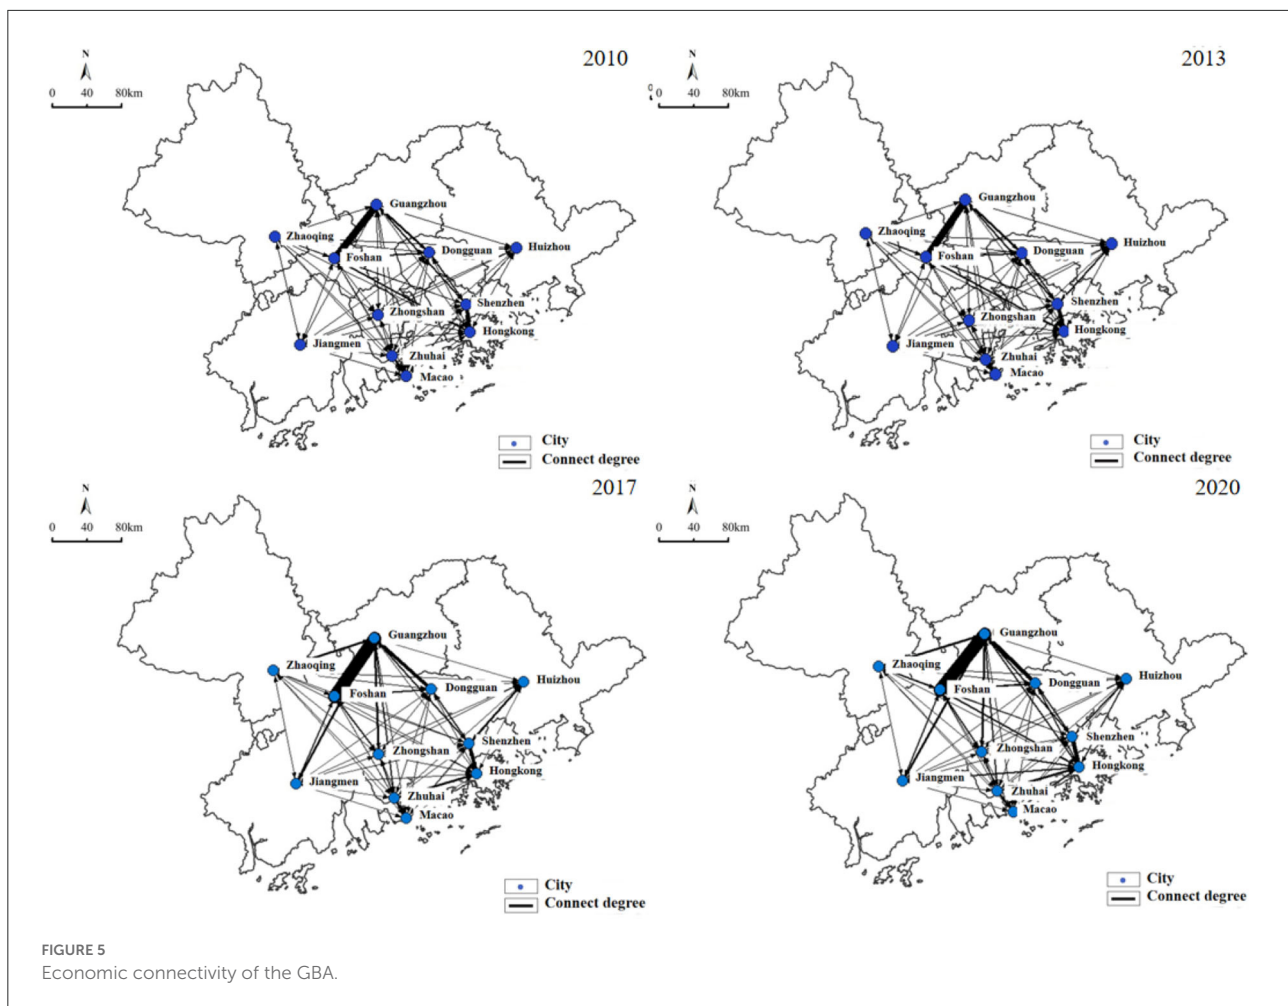 2010
N
0 40 80km
Guangzhou
Zhaoqing
Foshan
Dongguan
Huizhou
Shenzhen
Zhongshan
Hongkong
Jiangmen
Zhuhai
Macao
City
Connect degree
2013
N
0 40 80km
Guangzhou
Zhaoqing
Foshan
Dongguan
Huizhou
Shenzhen
Zhongshan
Hongkong
Jiangmen
Zhuhai
Macao
City
Connect degree
2017
N
0 40 80km
Guangzhou
Zhaoqing
Foshan
Dongguan
Huizhou
Shenzhen
Zhongshan
Hongkong
Jiangmen
Zhuhai
Macao
City
Connect degree
2020
N
0 40 80km
Guangzhou
Zhaoqing
Foshan
Dongguan
Huizhou
Shenzhen
Zhongshan
Hongkong
Jiangmen
Zhuhai
Macao
City
Connect degree
FIGURE 5
Economic connectivity of the GBA.